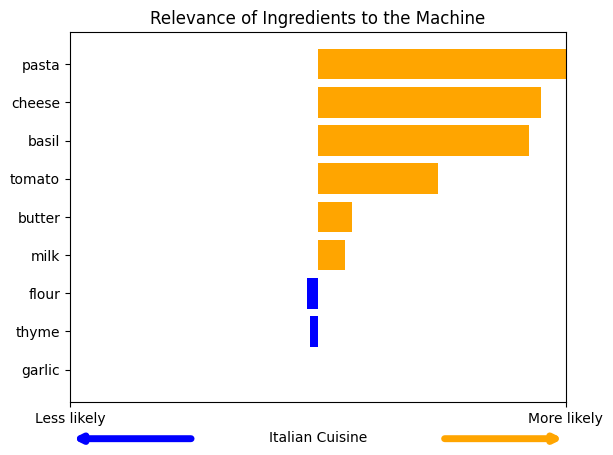 Relevance of Ingredients to the Machine
pasta
cheese
basil
tomato
butter
milk
flour
thyme
garlic
Less likely
More likely
Italian Cuisine